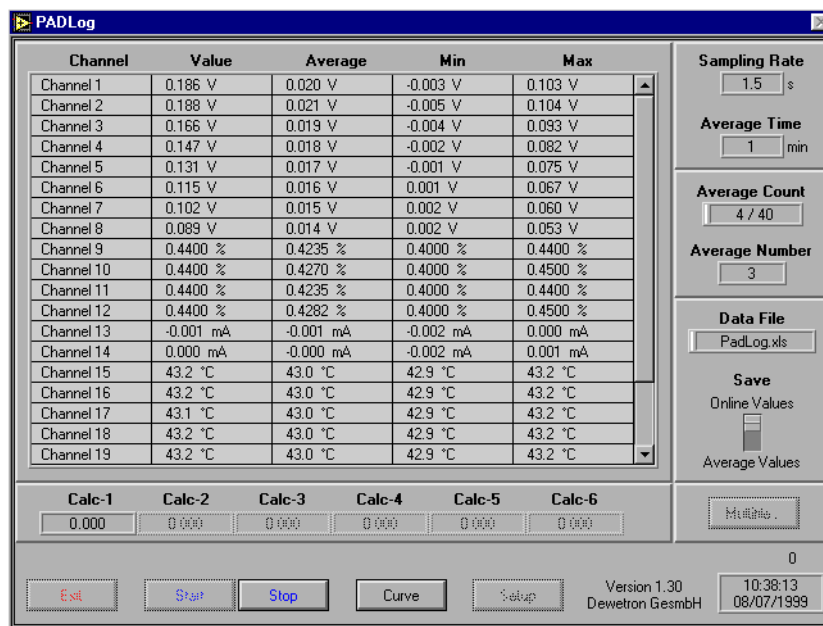 PADLog
Channel Value Average Min Max
Channel 1 0.186 V 0.020 V -0.003 V 0.103 V
Channel 2 0.188 V 0.021 V -0.005 V 0.104 V
Channel 3 0.166 V 0.019 V -0.004 V 0.093 V
Channel 4 0.147 V 0.018 V -0.002 V 0.082 V
Channel 5 0.131 V 0.017 V -0.001 V 0.075 V
Channel 6 0.115 V 0.016 V 0.001 V 0.067 V
Channel 7 0.102 V 0.015 V 0.002 V 0.060 V
Channel 8 0.089 V 0.014 V 0.002 V 0.053 V
Channel 9 0.4400 % 0.4235 % 0.4000 % 0.4400 %
Channel 10 0.4400 % 0.4270 % 0.4000 % 0.4500 %
Channel 11 0.4400 % 0.4235 % 0.4000 % 0.4400 %
Channel 12 0.4400 % 0.4282 % 0.4000 % 0.4500 %
Channel 13 -0.001 mA -0.001 mA -0.002 mA 0.000 mA
Channel 14 0.000 mA -0.000 mA -0.002 mA 0.001 mA
Channel 15 43.2 °C 43.0 °C 42.9 °C 43.2 °C
Channel 16 43.2 °C 43.0 °C 42.9 °C 43.2 °C
Channel 17 43.1 °C 43.0 °C 42.9 °C 43.2 °C
Channel 18 43.2 °C 43.0 °C 42.9 °C 43.2 °C
Channel 19 43.2 °C 43.0 °C 42.9 °C 43.2 °C
Sampling Rate
1.5 s
Average Time
1 min
Average Count
4 / 40
Average Number
3
Data File
PadLog.xls
Save
Online Values
Average Values
Calc-1 Calc-2 Calc-3 Calc-4 Calc-5 Calc-6
0.000 0.000 0.000 0.000 0.000 0.000
0
Exit Start Stop Curve Setup
Version 1.30
Dewetron GesmbH
10:38:13
08/07/1999